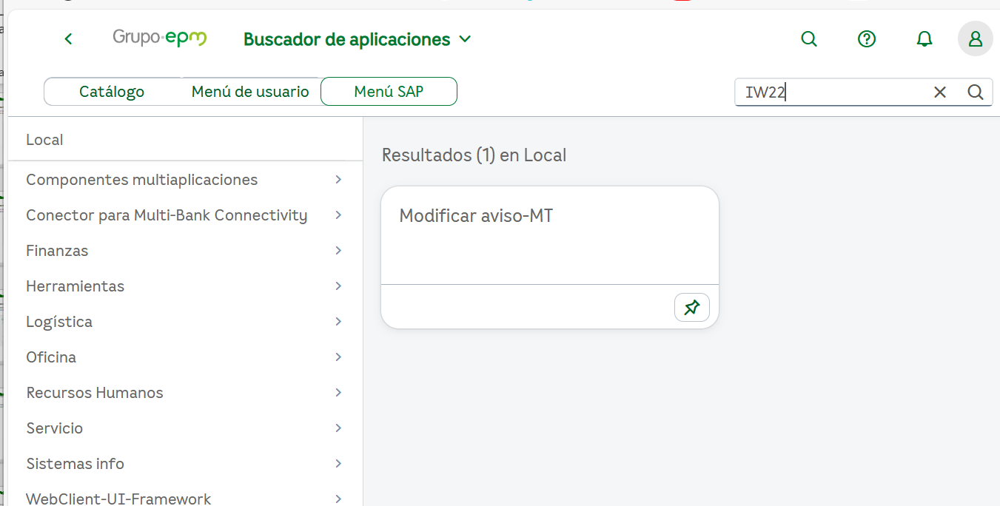 Grupo·epm
Buscador de aplicaciones
Catálogo
Menú de usuario
Menú SAP
IW22
Local
Componentes multiaplicaciones
Conector para Multi-Bank Connectivity
Finanzas
Herramientas
Logística
Oficina
Recursos Humanos
Servicio
Sistemas info
WebClient-UI-Framework
Resultados (1) en Local
Modificar aviso-MT